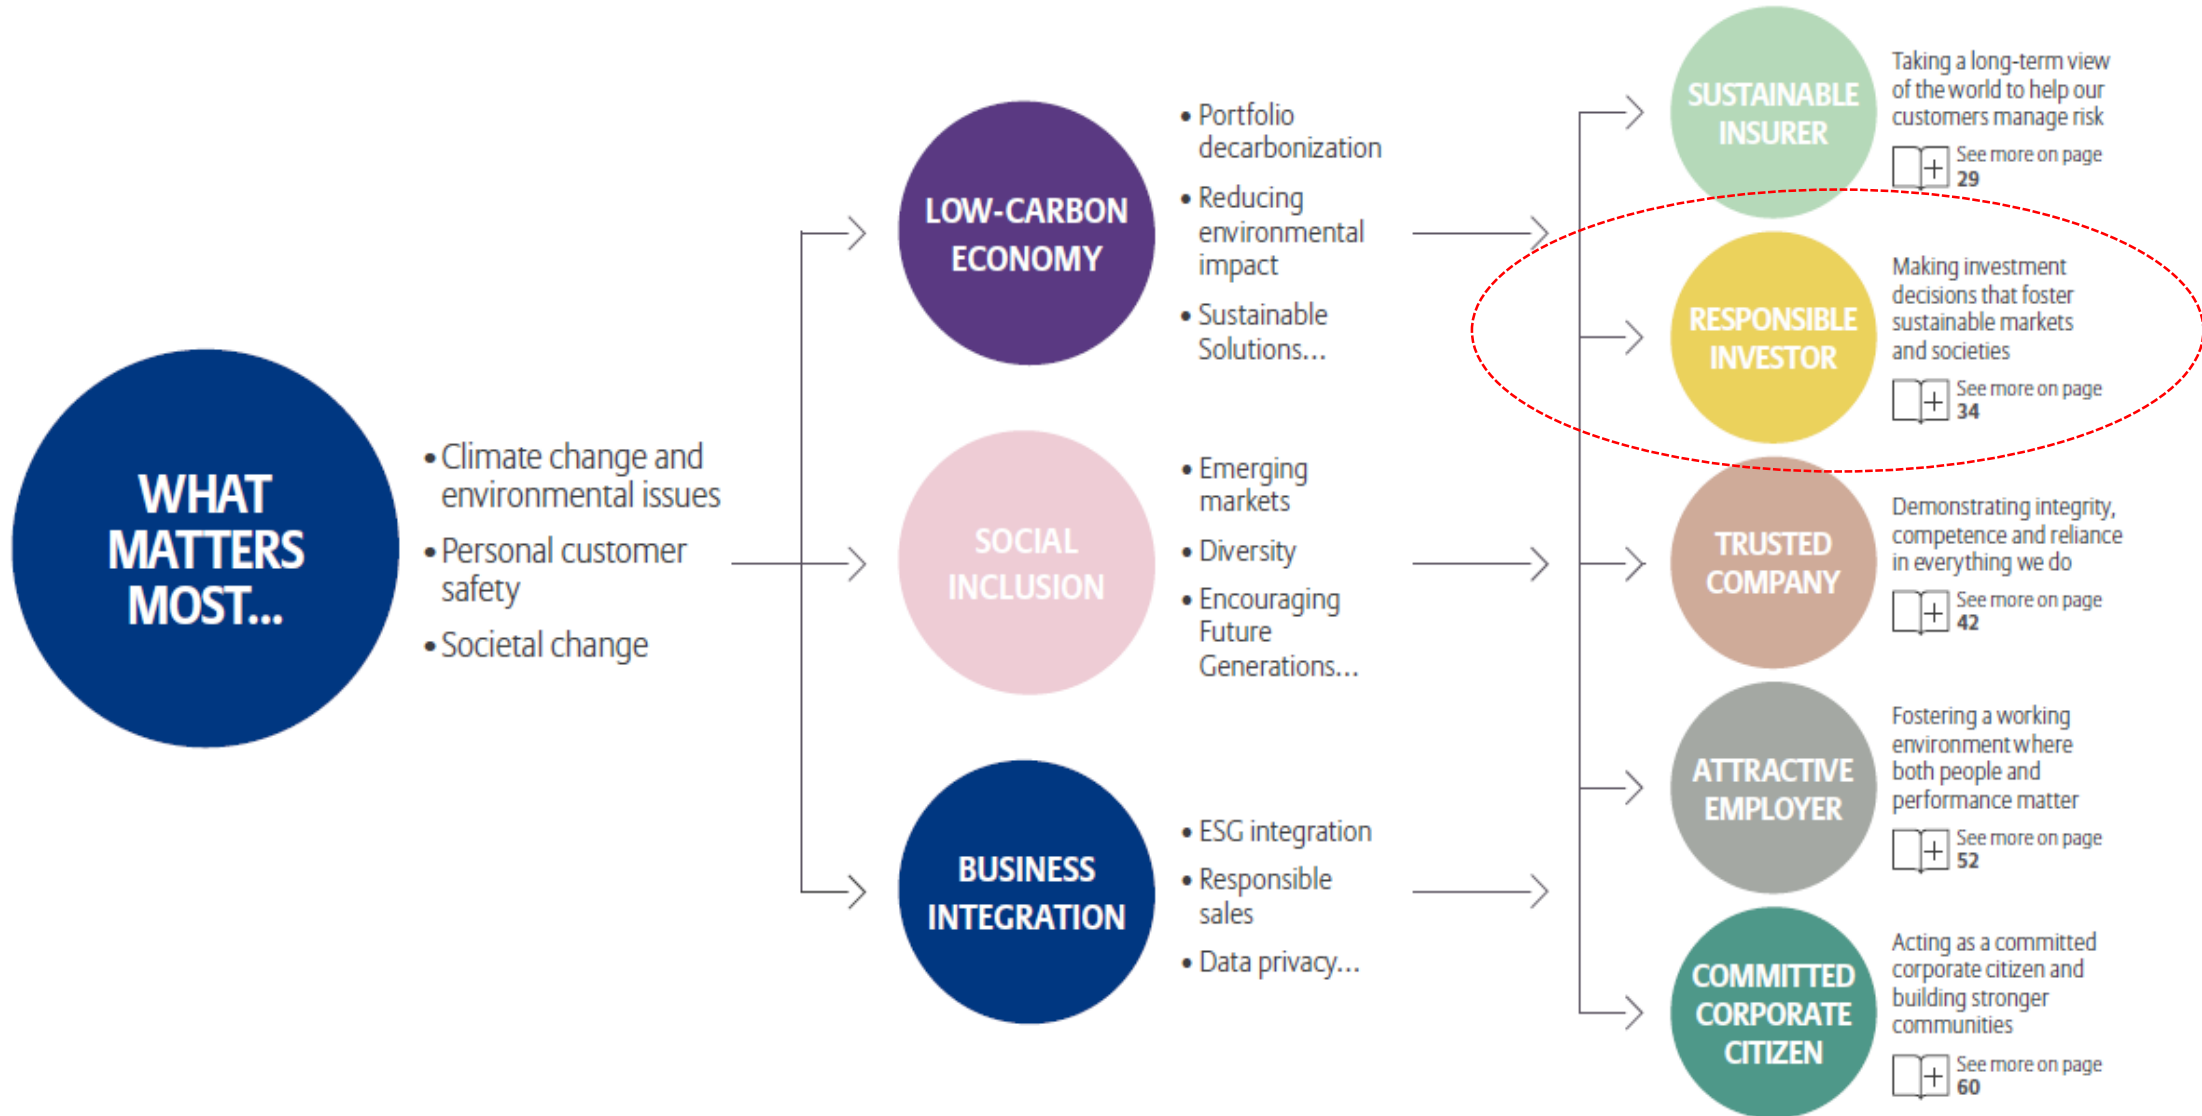 WHAT
MATTERS
MOST...
• Climate change and
environmental issues
• Personal customer
safety
• Societal change
LOW-CARBON
ECONOMY
• Portfolio
decarbonization
• Reducing
environmental
impact
• Sustainable
Solutions...
SOCIAL
INCLUSION
• Emerging
markets
• Diversity
• Encouraging
Future
Generations...
BUSINESS
INTEGRATION
• ESG integration
• Responsible
sales
• Data privacy...
SUSTAINABLE
INSURER
Taking a long-term view
of the world to help our
customers manage risk
See more on page
29
RESPONSIBLE
INVESTOR
Making investment
decisions that foster
sustainable markets
and societies
See more on page
34
TRUSTED
COMPANY
Demonstrating integrity,
competence and reliance
in everything we do
See more on page
42
ATTRACTIVE
EMPLOYER
Fostering a working
environment where
both people and
performance matter
See more on page
52
COMMITTED
CORPORATE
CITIZEN
Acting as a committed
corporate citizen and
building stronger
communities
See more on page
60